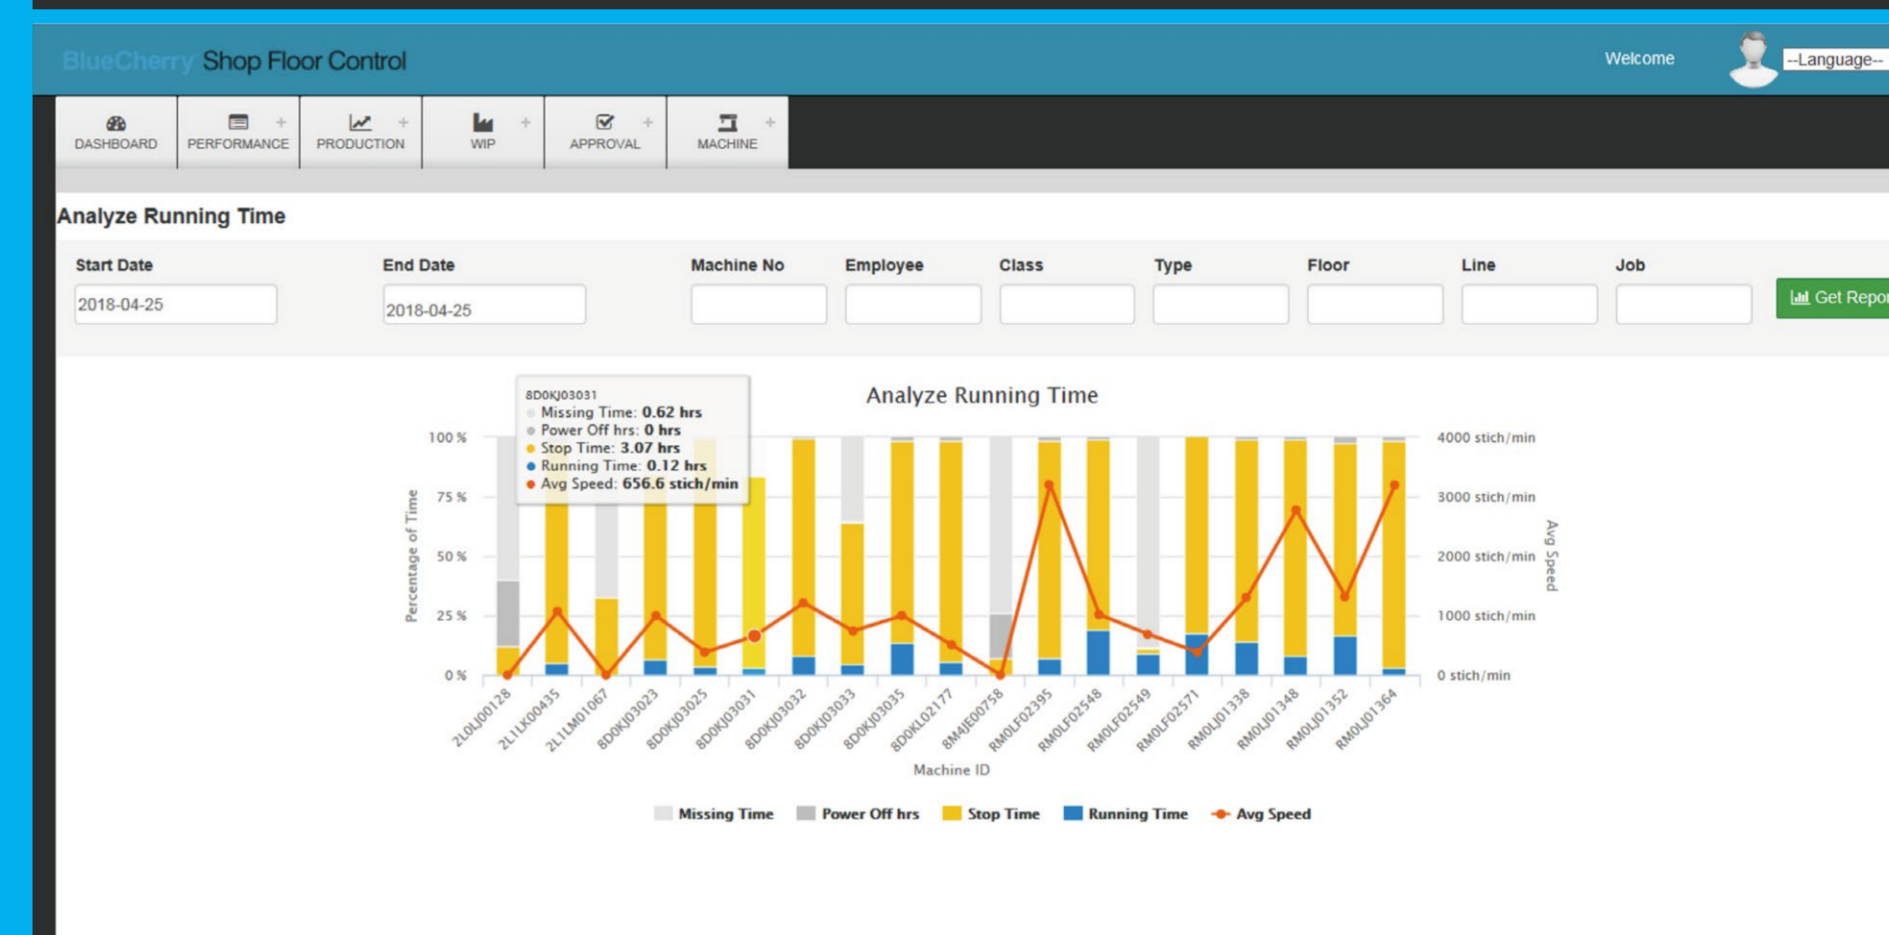 BlueCherry Shop Floor Control
Welcome
--Language--
DASHBOARD
PERFORMANCE
PRODUCTION
WIP
APPROVAL
MACHINE
Analyze Running Time
Start Date End Date Machine No Employee Class Type Floor Line Job
2018-04-25 2018-04-25
Get Repor
Analyze Running Time
8D0KJ03031
Missing Time: 0.62 hrs
Power Off hrs: 0 hrs
Stop Time: 3.07 hrs
Running Time: 0.12 hrs
Avg Speed: 656.6 stich/min
Percentage of Time
100 %
75 %
50 %
25 %
0 %
4000 stich/min
3000 stich/min
2000 stich/min
1000 stich/min
0 stich/min
Avg Speed
2L0LJ00128
2L1LK00435
2L1LM01067
8D0KJ03023
8D0KJ03025
8D0KJ03031
8D0KJ03032
8D0KJ03033
8D0KJ03035
8D0KL02177
8M4JE00758
RM0LF02395
RM0LF02548
RM0LF02549
RM0LF02571
RM0LJ01338
RM0LJ01348
RM0LJ01352
RM0LJ01364
Machine ID
Missing Time Power Off hrs Stop Time Running Time Avg Speed